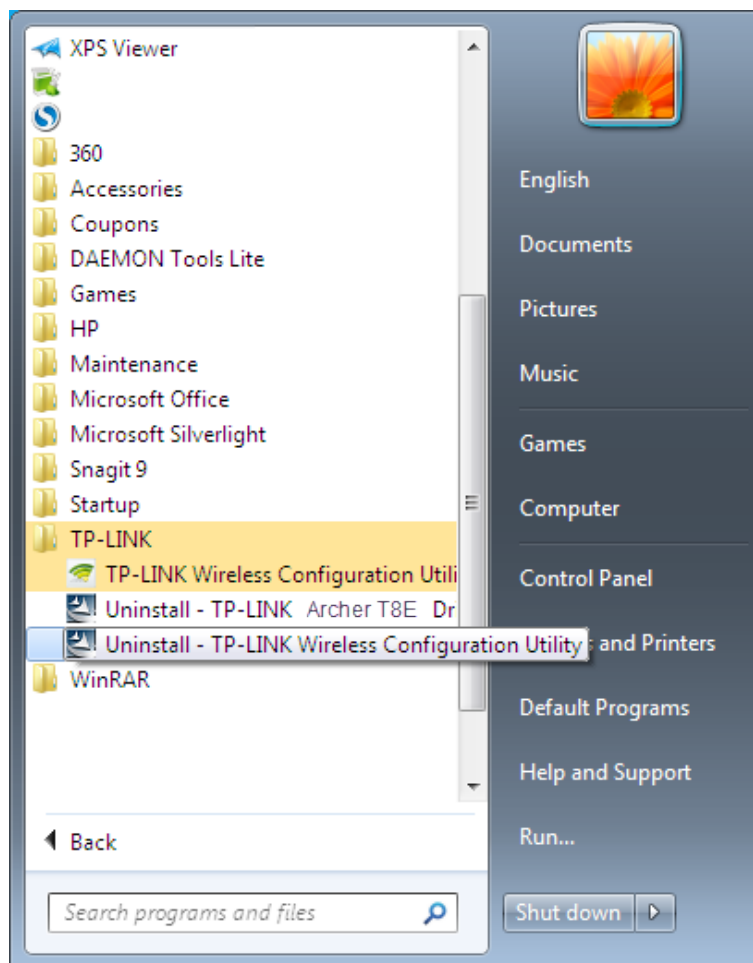 XPS Viewer
360
Accessories
Coupons
DAEMON Tools Lite
Games
HP
Maintenance
Microsoft Office
Microsoft Silverlight
Snagit 9
Startup
TP-LINK
TP-LINK Wireless Configuration Utili
Uninstall - TP-LINK Archer T8E Dr
Uninstall - TP-LINK Wireless Configuration Utility
WinRAR
Back
Search programs and files
English
Documents
Pictures
Music
Games
Computer
Control Panel
and Printers
Default Programs
Help and Support
Run...
Shut down